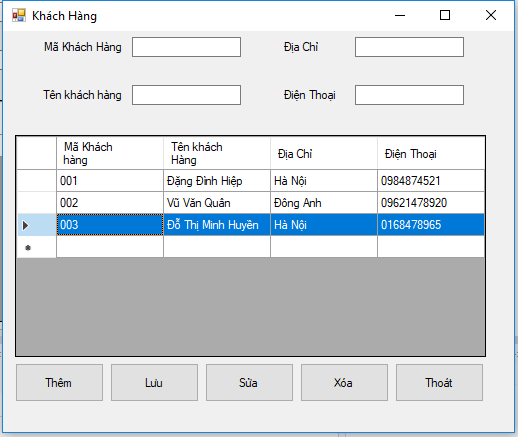 Khách Hàng
Mã Khách Hàng Địa Chỉ
Tên khách hàng Điện Thoại
Mã Khách hàng Tên khách Hàng Địa Chỉ Điện Thoại
001 Đặng Đình Hiệp Hà Nội 0984874521
002 Vũ Văn Quân Đông Anh 09621478920
003 Đỗ Thị Minh Huyền Hà Nội 0168478965
Thêm Lưu Sửa Xóa Thoát